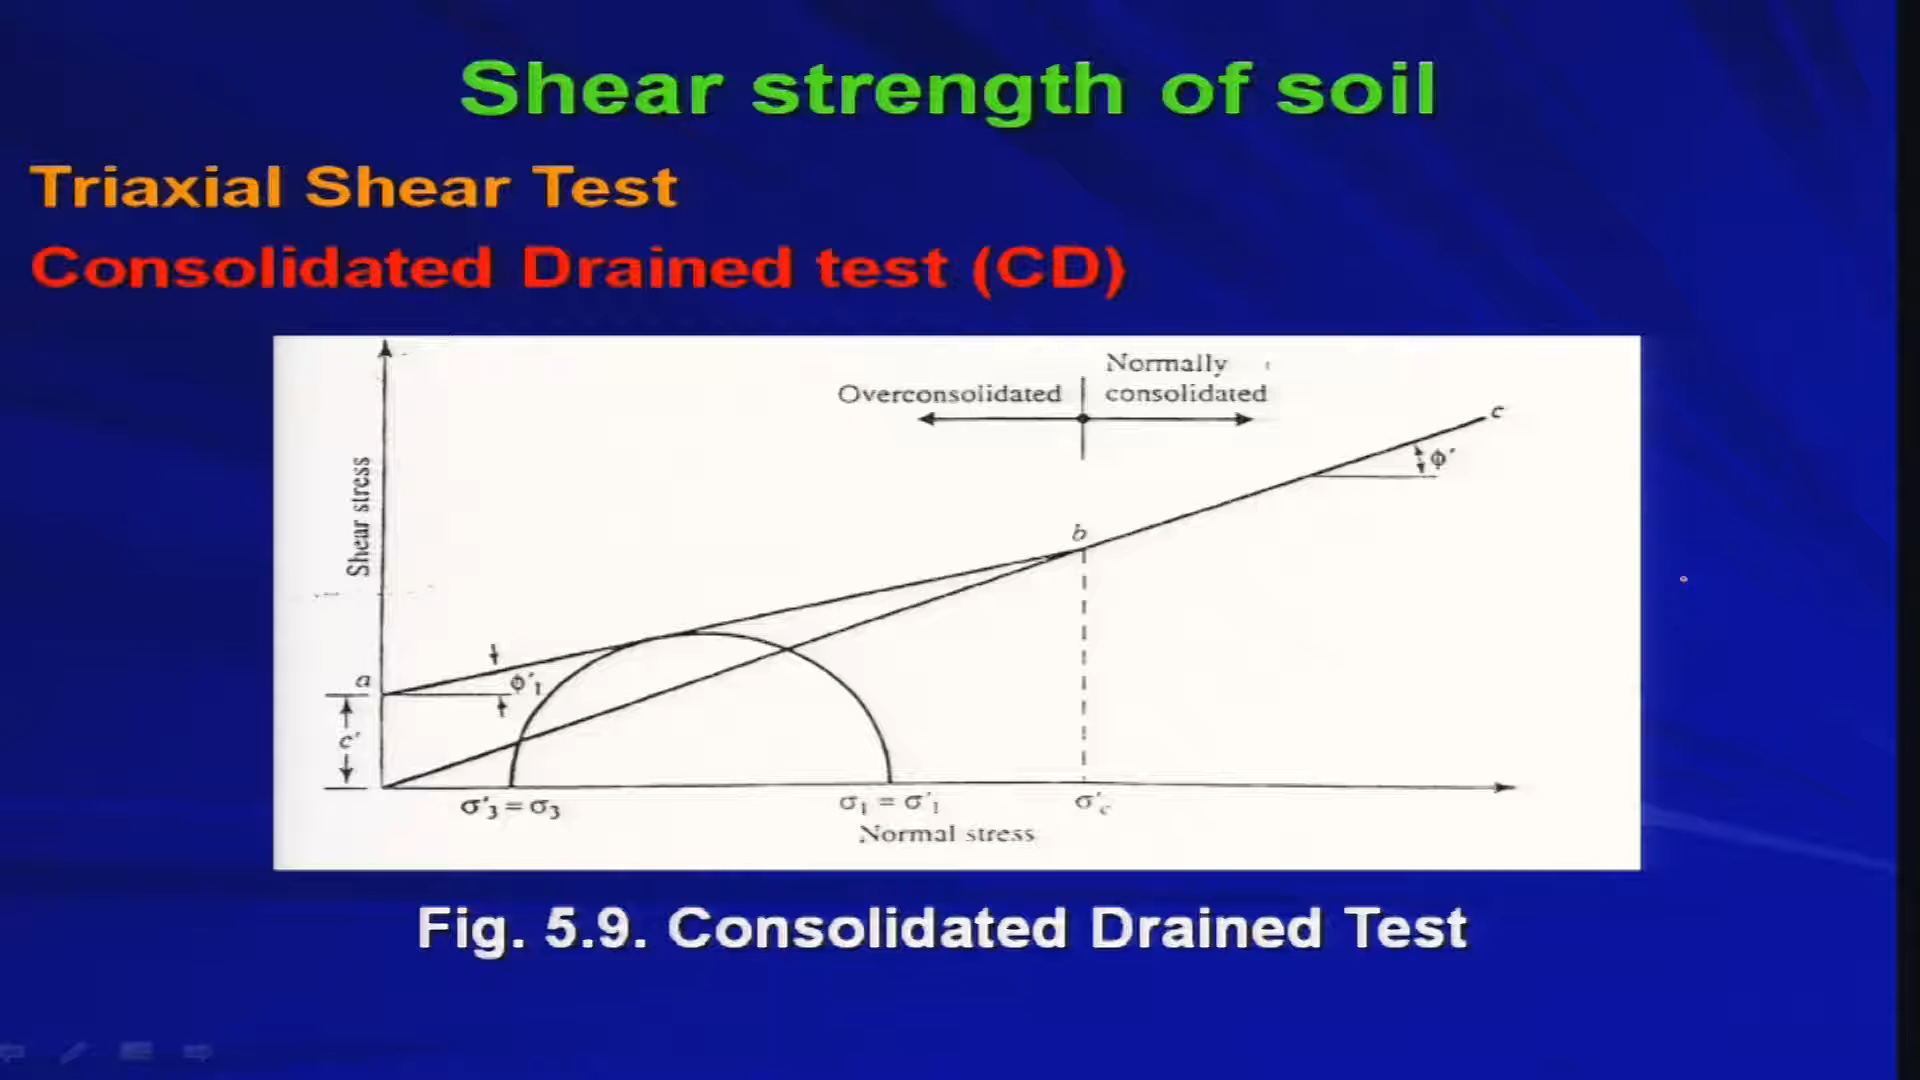 Shear strength of soil
Triaxial Shear Test
Consolidated Drained test (CD)
Normally
Overconsolidated
consolidated
c
ϕ'
Shear stress
b
a
ϕ'1
c'
σ'3 = σ3
σ1 = σ'1
σ'c
Normal stress
Fig. 5.9. Consolidated Drained Test